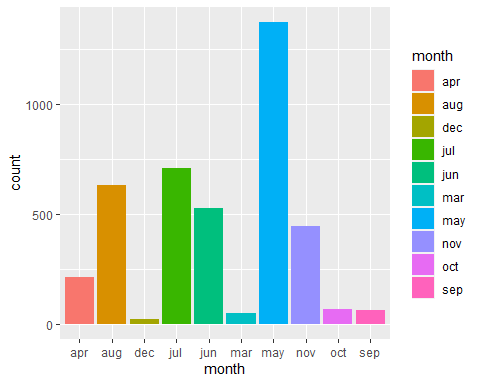 count
1000
500
0
apr aug dec jul jun mar may nov oct sep
month
month
apr
aug
dec
jul
jun
mar
may
nov
oct
sep